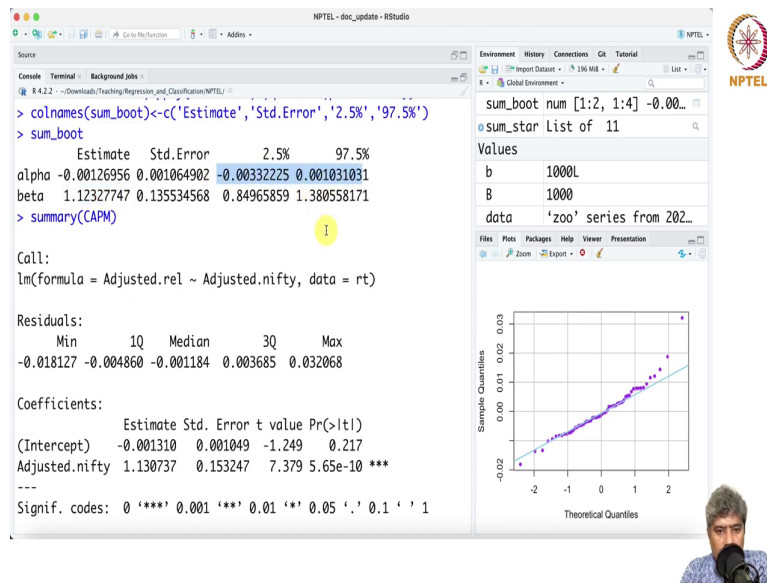 NPTEL - doc_update - RStudio
Go to file/function
Addins
NPTEL
Source
Console Terminal Background Jobs
R 4.2.2 · ~/Downloads/Teaching/Regression_and_Classification/NPTEL/
> colnames(sum_boot)<-c('Estimate','Std.Error','2.5%','97.5%')
> sum_boot
Estimate Std.Error 2.5% 97.5%
alpha -0.00126956 0.001064902 -0.00332225 0.001031031
beta 1.12327747 0.135534568 0.84965859 1.380558171
> summary(CAPM)
Call:
lm(formula = Adjusted.rel ~ Adjusted.nifty, data = rt)
Residuals:
Min 1Q Median 3Q Max
-0.018127 -0.004860 -0.001184 0.003685 0.032068
Coefficients:
Estimate Std. Error t value Pr(>|t|)
(Intercept) -0.001310 0.001049 -1.249 0.217
Adjusted.nifty 1.130737 0.153247 7.379 5.65e-10 ***
---
Signif. codes: 0 ‘***’ 0.001 ‘**’ 0.01 ‘*’ 0.05 ‘.’ 0.1 ‘ ’ 1
Environment History Connections Git Tutorial
Import Dataset 196 MiB List
R Global Environment
sum_boot num [1:2, 1:4] -0.00…
sum_star List of 11
Values
b 1000L
B 1000
data ‘zoo’ series from 202…
Files Plots Packages Help Viewer Presentation
Zoom Export
Sample Quantiles
0.03
0.02
0.01
0.00
-0.02
-2 -1 0 1 2
Theoretical Quantiles
NPTEL